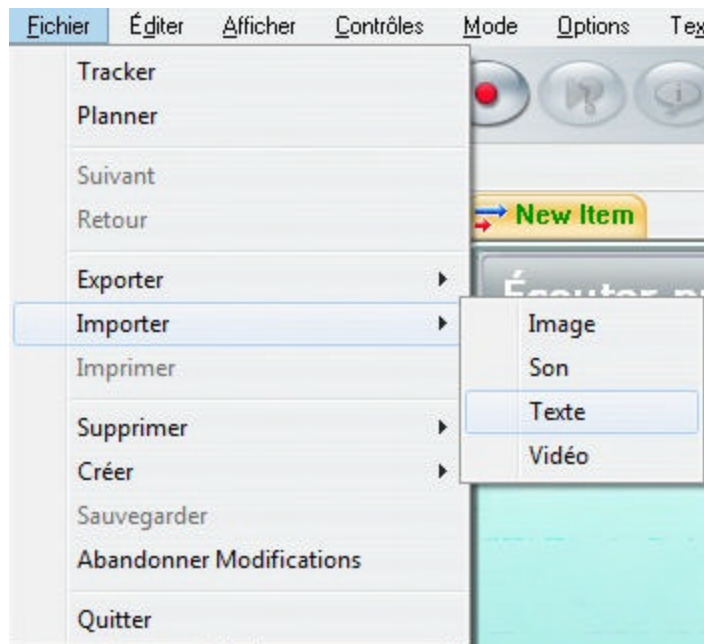 Fichier Éditer Afficher Contrôles Mode Options
Tracker
Planner
Suivant
Retour
New Item
Exporter
Importer
Imprimer
Supprimer
Créer
Sauvegarder
Abandonner Modifications
Quitter
Écouter
Image
Son
Texte
Vidéo